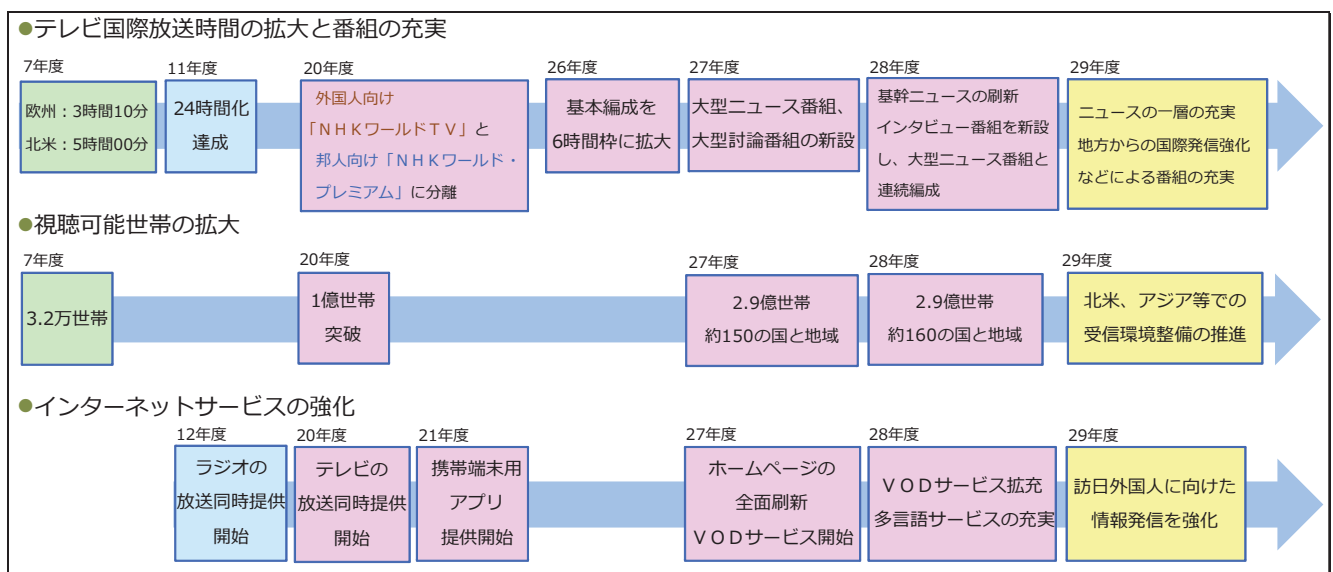 ●テレビ国際放送時間の拡大と番組の充実
7年度
欧州：3時間10分
北米：5時間00分
11年度
24時間化
達成
20年度
外国人向け
「ＮＨＫワールドＴＶ」と
邦人向け「ＮＨＫワールド・
プレミアム」に分離
26年度
基本編成を
6時間枠に拡大
27年度
大型ニュース番組、
大型討論番組の新設
28年度
基幹ニュースの刷新
インタビュー番組を新設
し、大型ニュース番組と
連続編成
29年度
ニュースの一層の充実
地方からの国際発信強化
などによる番組の充実
●視聴可能世帯の拡大
7年度
3.2万世帯
20年度
1億世帯
突破
27年度
2.9億世帯
約150の国と地域
28年度
2.9億世帯
約160の国と地域
29年度
北米、アジア等での
受信環境整備の推進
●インターネットサービスの強化
12年度
ラジオの
放送同時提供
開始
20年度
テレビの
放送同時提供
開始
21年度
携帯端末用
アプリ
提供開始
27年度
ホームページの
全面刷新
ＶＯＤサービス開始
28年度
ＶＯＤサービス拡充
多言語サービスの充実
29年度
訪日外国人に向けた
情報発信を強化